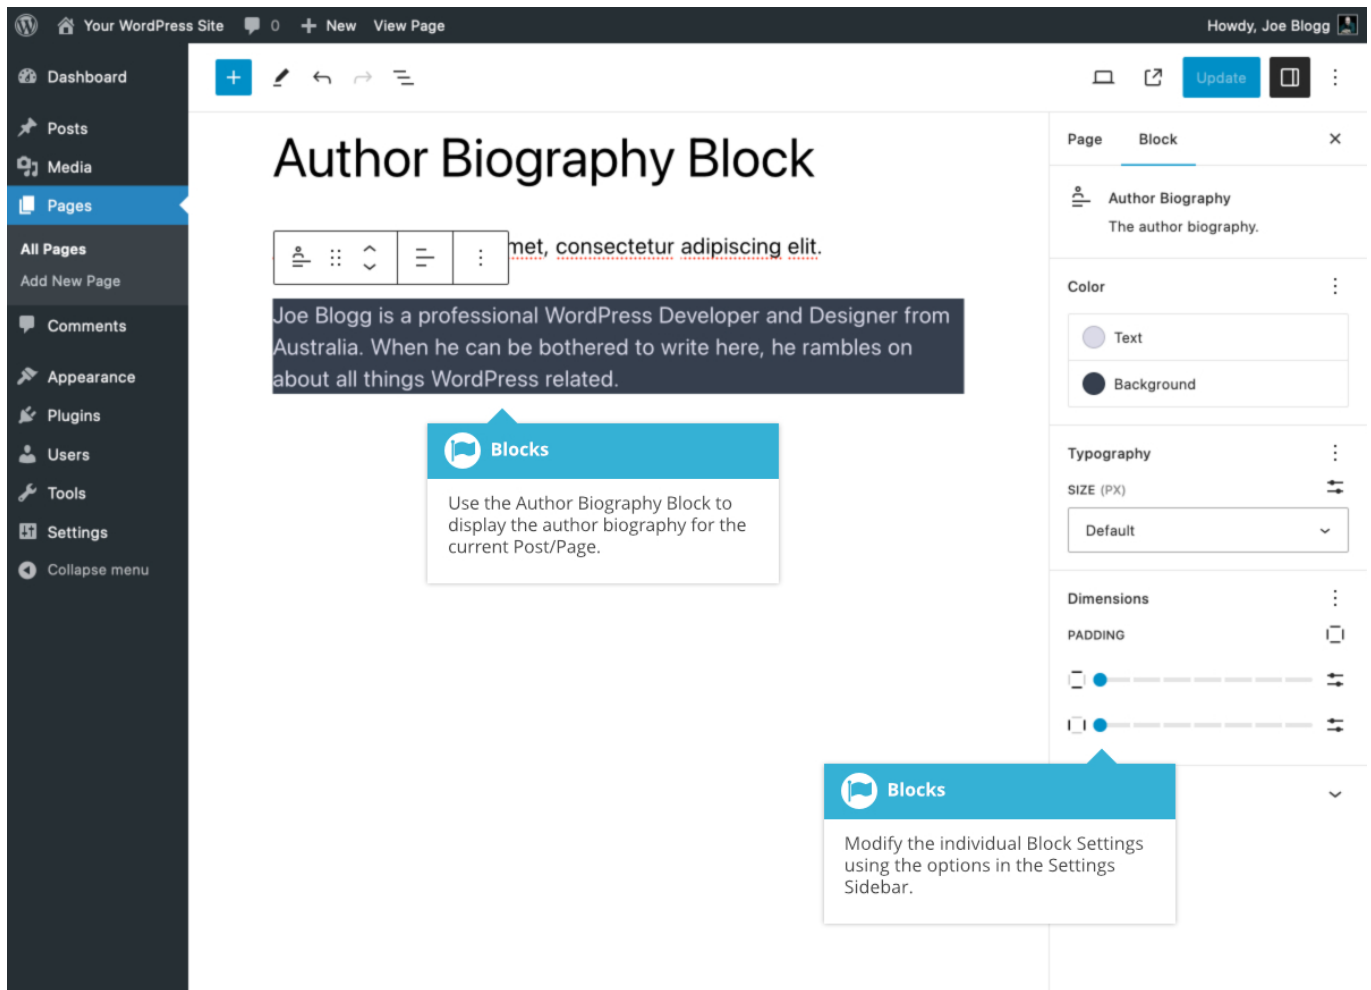 Your WordPress Site 0 New View Page Howdy, Joe Blogg
Dashboard
Posts
Media
Pages
All Pages
Add New Page
Comments
Appearance
Plugins
Users
Tools
Settings
Collapse menu
Update
Author Biography Block
met, consectetur adipiscing elit.
Joe Blogg is a professional WordPress Developer and Designer from
Australia. When he can be bothered to write here, he rambles on
about all things WordPress related.
Blocks
Use the Author Biography Block to
display the author biography for the
current Post/Page.
Page Block
Author Biography
The author biography.
Color
Text
Background
Typography
SIZE (PX)
Default
Dimensions
PADDING
Blocks
Modify the individual Block Settings
using the options in the Settings
Sidebar.